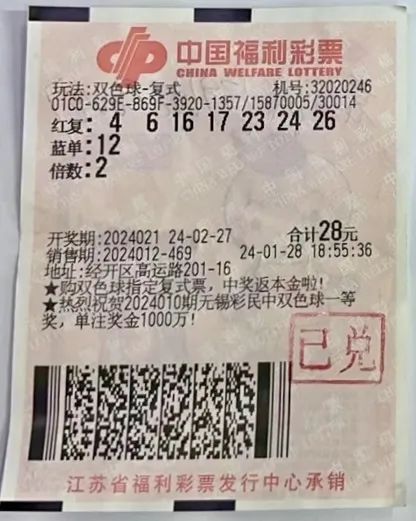 中国福利彩票
CHINA WELFARE LOTTERY
玩法:双色球-复式 机号:32020246
01C0-629E-869F-3920-1357/15870005/30014
红复: 4 6 16 17 23 24 26
蓝单:12
倍数:2
开奖期:2024021 24-02-27 合计28元
销售期:2024012-469 24-01-28 18:55:36
地址:经开区高运路201-16
★购双色球指定复式票，中奖返本金啦!
★热烈祝贺2024010期无锡彩民中双色球一等
奖，单注奖金1000万!
已兑
江苏省福利彩票发行中心承销